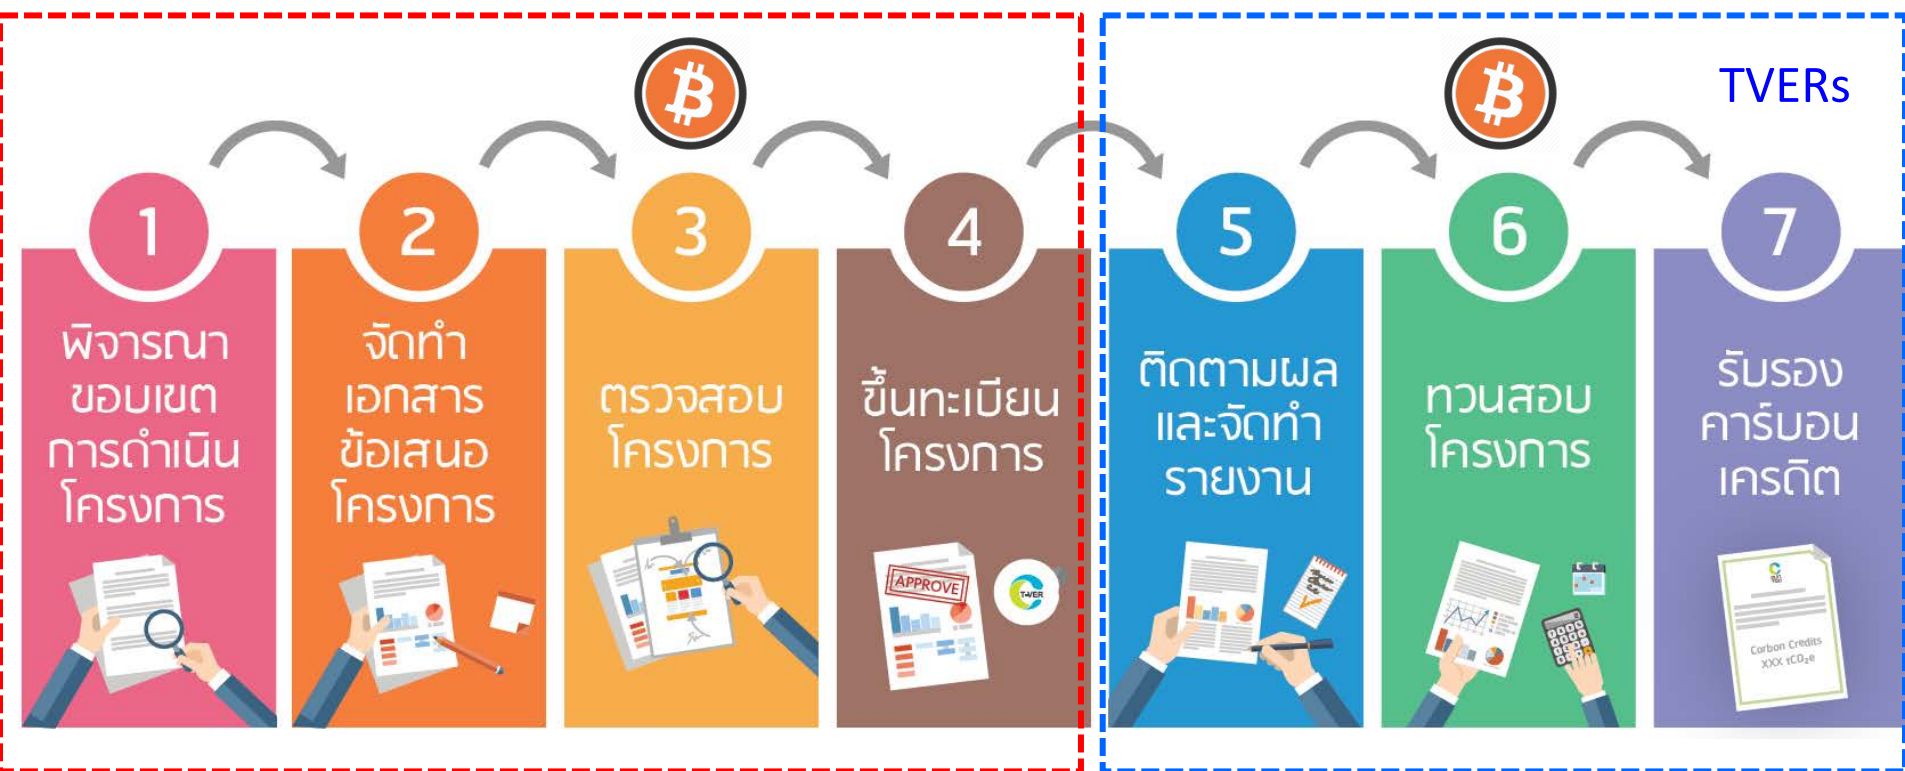 TVERs
1
พิจารณา
ขอบเขต
การดำเนิน
โครงการ
2
จัดทำ
เอกสาร
ข้อเสนอ
โครงการ
3
ตรวจสอบ
โครงการ
4
ขึ้นทะเบียน
โครงการ
APPROVE
T-VER
5
ติดตามผล
และจัดทำ
รายงาน
6
ทวนสอบ
โครงการ
7
รับรอง
คาร์บอน
เครดิต
Carbon Credits
XXX tCO₂e